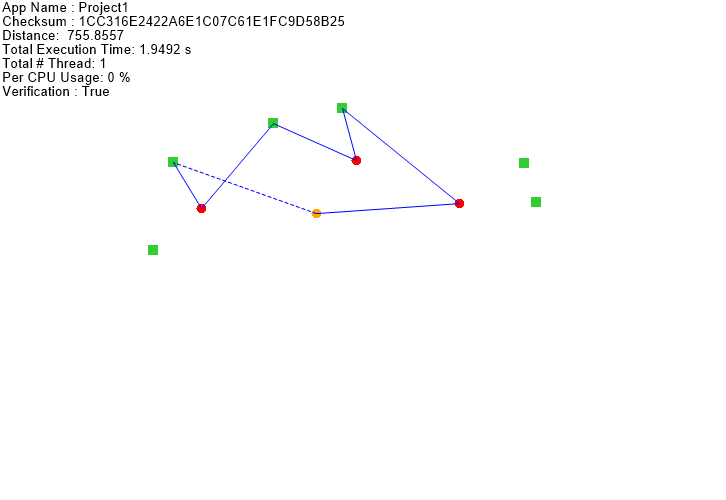 App Name : Project1
Checksum : 1CC316E2422A6E1C07C61E1FC9D58B25
Distance:  755.8557
Total Execution Time: 1.9492 s
Total # Thread: 1
Per CPU Usage: 0 %
Verification : True